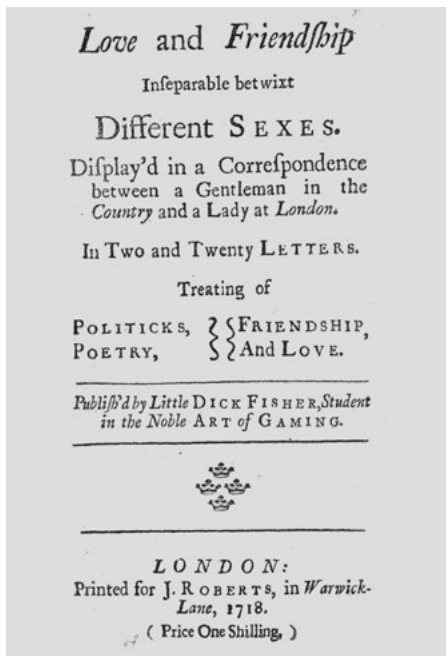 Love and Friendſhip
Inſeparable betwixt
Different SEXES.
Diſplay'd in a Correſpondence
between a Gentleman in the
Country and a Lady at London.
In Two and Twenty LETTERS.
Treating of
POLITICKS, FRIENDSHIP,
POETRY, And LOVE.
Publiſh'd by Little DICK FISHER, Student
in the Noble ART of GAMING.
LONDON:
Printed for J. ROBERTS, in Warwick-
Lane, 1718.
( Price One Shilling, )